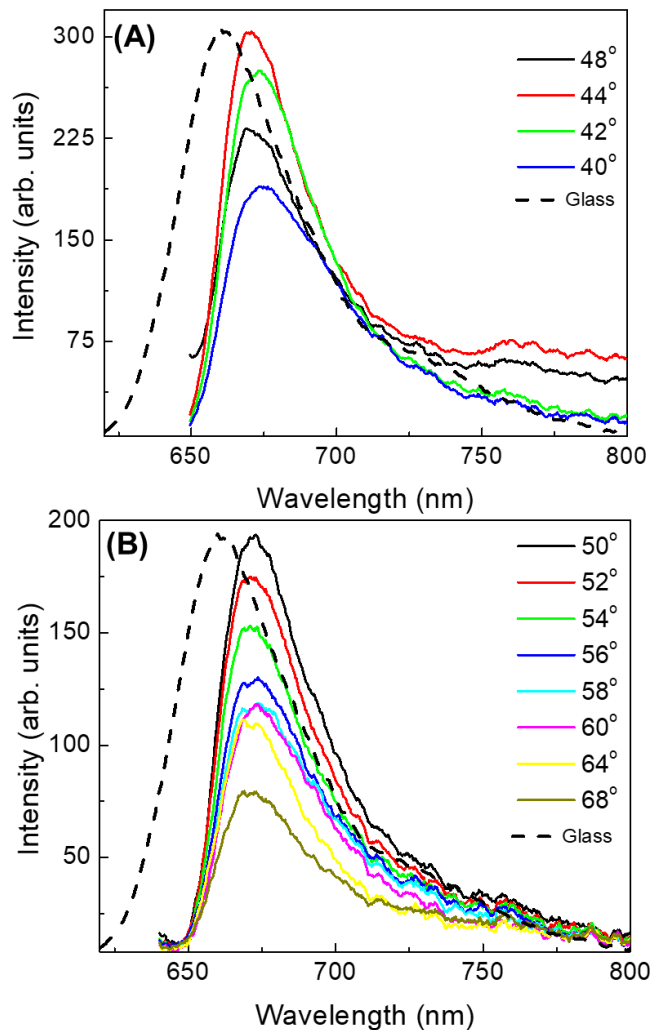 (A)
48°
44°
42°
40°
Glass
300
225
150
75
Intensity (arb. units)
650 700 750 800
Wavelength (nm)
(B)
50°
52°
54°
56°
58°
60°
64°
68°
Glass
200
150
100
50
Intensity (arb. units)
650 700 750 800
Wavelength (nm)